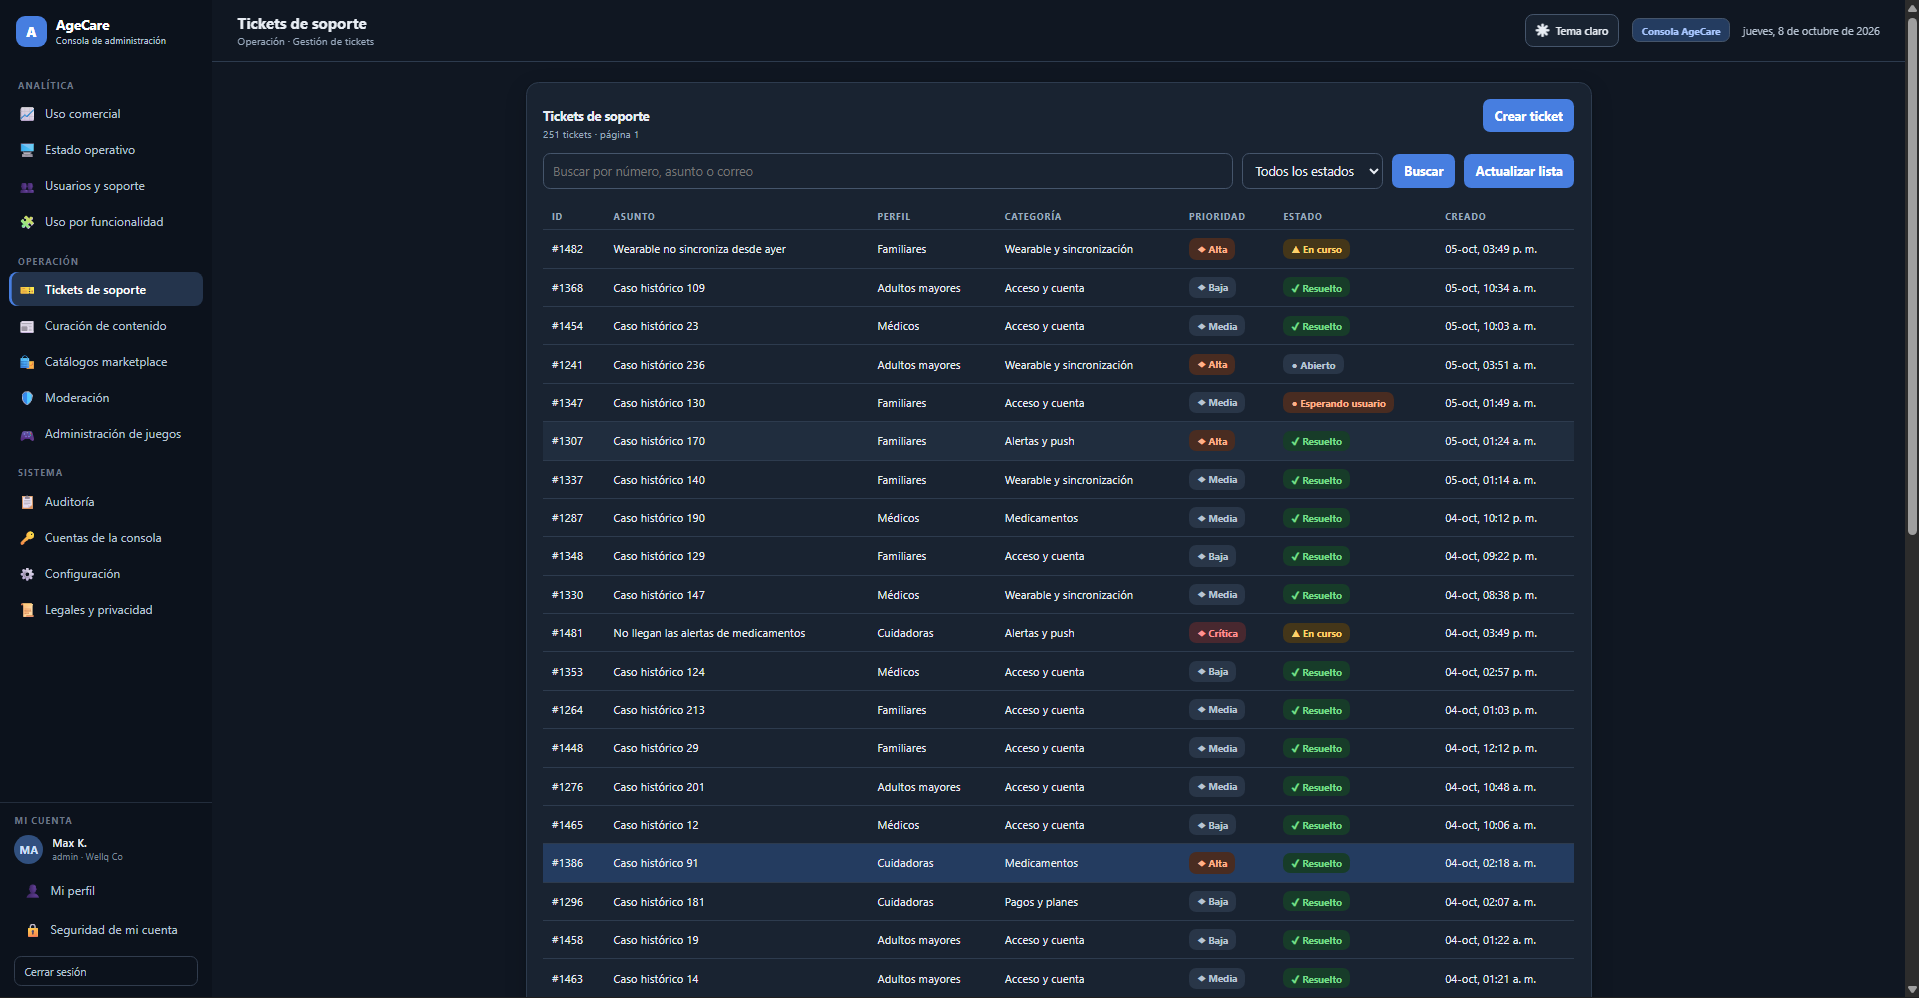 A
AgeCare
Consola de administración
ANALÍTICA
Uso comercial
Estado operativo
Usuarios y soporte
Uso por funcionalidad
OPERACIÓN
Tickets de soporte
Curación de contenido
Catálogos marketplace
Moderación
Administración de juegos
SISTEMA
Auditoría
Cuentas de la consola
Configuración
Legales y privacidad
MI CUENTA
MA
Max K.
admin · Wellq Co
Mi perfil
Seguridad de mi cuenta
Cerrar sesión
Tickets de soporte
Operación · Gestión de tickets
Tema claro
Consola AgeCare
jueves, 8 de octubre de 2026
Tickets de soporte
251 tickets · página 1
Crear ticket
Buscar por número, asunto o correo
Todos los estados
Buscar
Actualizar lista
ID ASUNTO PERFIL CATEGORÍA PRIORIDAD ESTADO CREADO
#1482 Wearable no sincroniza desde ayer Familiares Wearable y sincronización Alta En curso 05-oct, 03:49 p. m.
#1368 Caso histórico 109 Adultos mayores Acceso y cuenta Baja Resuelto 05-oct, 10:34 a. m.
#1454 Caso histórico 23 Médicos Acceso y cuenta Media Resuelto 05-oct, 10:03 a. m.
#1241 Caso histórico 236 Adultos mayores Wearable y sincronización Alta Abierto 05-oct, 03:51 a. m.
#1347 Caso histórico 130 Familiares Acceso y cuenta Media Esperando usuario 05-oct, 01:49 a. m.
#1307 Caso histórico 170 Familiares Alertas y push Alta Resuelto 05-oct, 01:24 a. m.
#1337 Caso histórico 140 Familiares Wearable y sincronización Media Resuelto 05-oct, 01:14 a. m.
#1287 Caso histórico 190 Médicos Medicamentos Media Resuelto 04-oct, 10:12 p. m.
#1348 Caso histórico 129 Familiares Acceso y cuenta Baja Resuelto 04-oct, 09:22 p. m.
#1330 Caso histórico 147 Médicos Wearable y sincronización Media Resuelto 04-oct, 08:38 p. m.
#1481 No llegan las alertas de medicamentos Cuidadoras Alertas y push Crítica En curso 04-oct, 03:49 p. m.
#1353 Caso histórico 124 Médicos Acceso y cuenta Baja Resuelto 04-oct, 02:57 p. m.
#1264 Caso histórico 213 Familiares Acceso y cuenta Media Resuelto 04-oct, 01:03 p. m.
#1448 Caso histórico 29 Familiares Acceso y cuenta Media Resuelto 04-oct, 12:12 p. m.
#1276 Caso histórico 201 Adultos mayores Acceso y cuenta Media Resuelto 04-oct, 10:48 a. m.
#1465 Caso histórico 12 Médicos Acceso y cuenta Baja Resuelto 04-oct, 10:06 a. m.
#1386 Caso histórico 91 Cuidadoras Medicamentos Alta Resuelto 04-oct, 02:18 a. m.
#1296 Caso histórico 181 Cuidadoras Pagos y planes Baja Resuelto 04-oct, 02:07 a. m.
#1458 Caso histórico 19 Adultos mayores Acceso y cuenta Baja Resuelto 04-oct, 01:22 a. m.
#1463 Caso histórico 14 Adultos mayores Acceso y cuenta Media Resuelto 04-oct, 01:21 a. m.